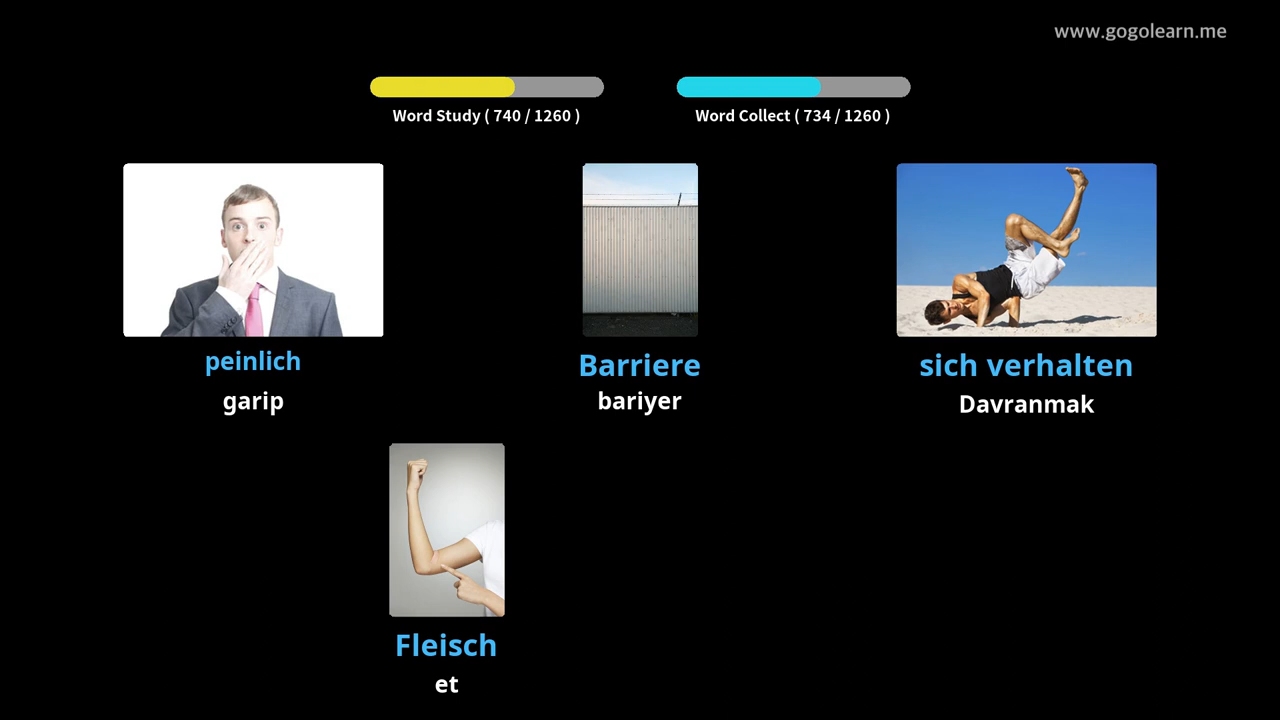 www.gogolearn.me
Word Study ( 740 / 1260 )
Word Collect ( 734 / 1260 )
peinlich
garip
Barriere
bariyer
sich verhalten
Davranmak
Fleisch
et